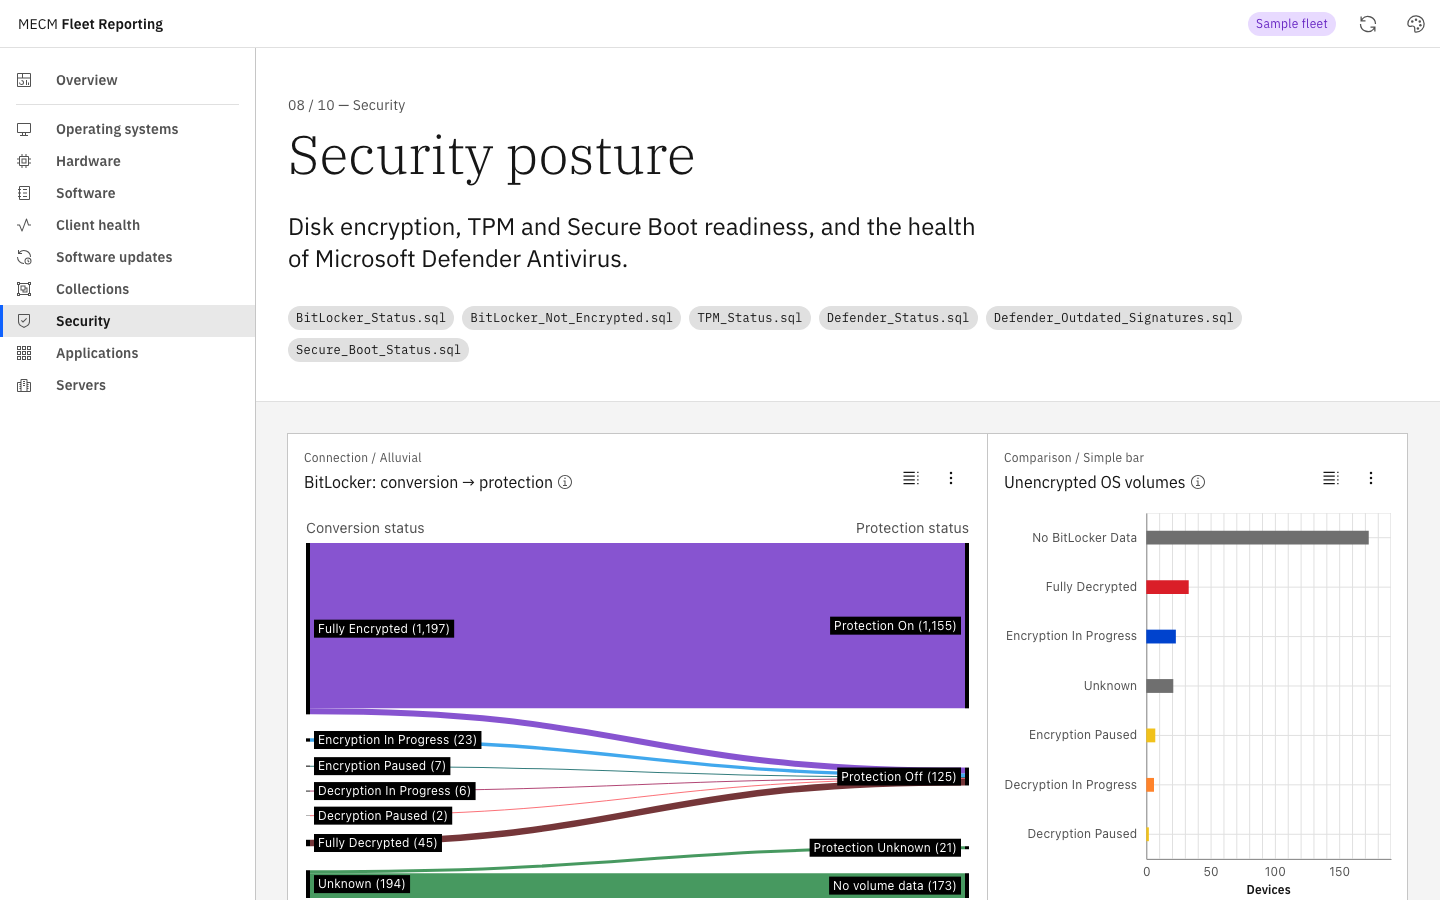 MECM Fleet Reporting
Sample fleet
Overview
Operating systems
Hardware
Software
Client health
Software updates
Collections
Security
Applications
Servers
08 / 10 — Security
Security posture
Disk encryption, TPM and Secure Boot readiness, and the health
of Microsoft Defender Antivirus.
BitLocker_Status.sql
BitLocker_Not_Encrypted.sql
TPM_Status.sql
Defender_Status.sql
Defender_Outdated_Signatures.sql
Secure_Boot_Status.sql
Connection / Alluvial
BitLocker: conversion → protection
Conversion status
Protection status
Fully Encrypted (1,197)
Protection On (1,155)
Encryption In Progress (23)
Encryption Paused (7)
Protection Off (125)
Decryption In Progress (6)
Decryption Paused (2)
Fully Decrypted (45)
Protection Unknown (21)
Unknown (194)
No volume data (173)
Comparison / Simple bar
Unencrypted OS volumes
No BitLocker Data
Fully Decrypted
Encryption In Progress
Unknown
Encryption Paused
Decryption In Progress
Decryption Paused
0 50 100 150
Devices